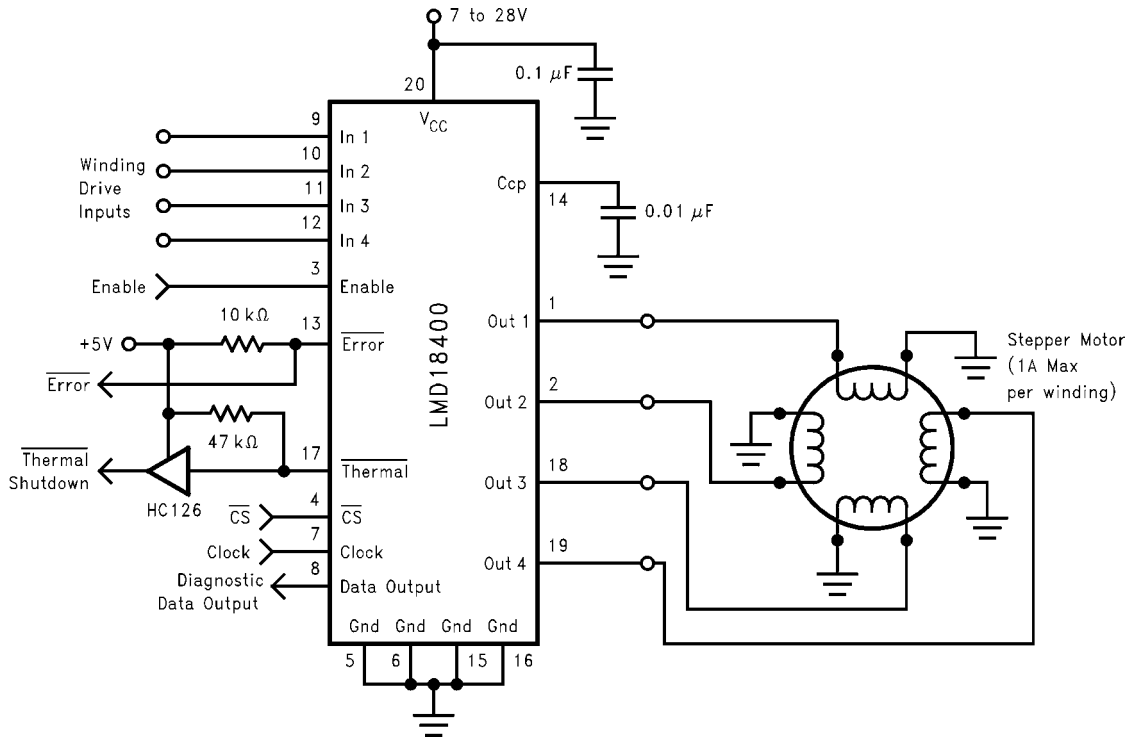 7 to 28V
0.1 μF
20
V_CC
9
In 1
10
In 2
Winding
Drive
Inputs
11
In 3
12
In 4
Ccp
14
0.01 μF
3
Enable
Enable
10 kΩ
13
+5V
Error
Error
47 kΩ
17
Thermal
Shutdown
Thermal
HC126
4
CS
CS
7
Clock
Clock
8
Diagnostic
Data Output
Data Output
LMD18400
Out 1
1
Out 2
2
Out 3
18
Out 4
19
Stepper Motor
(1A Max
per winding)
Gnd Gnd Gnd Gnd
5 6 15 16